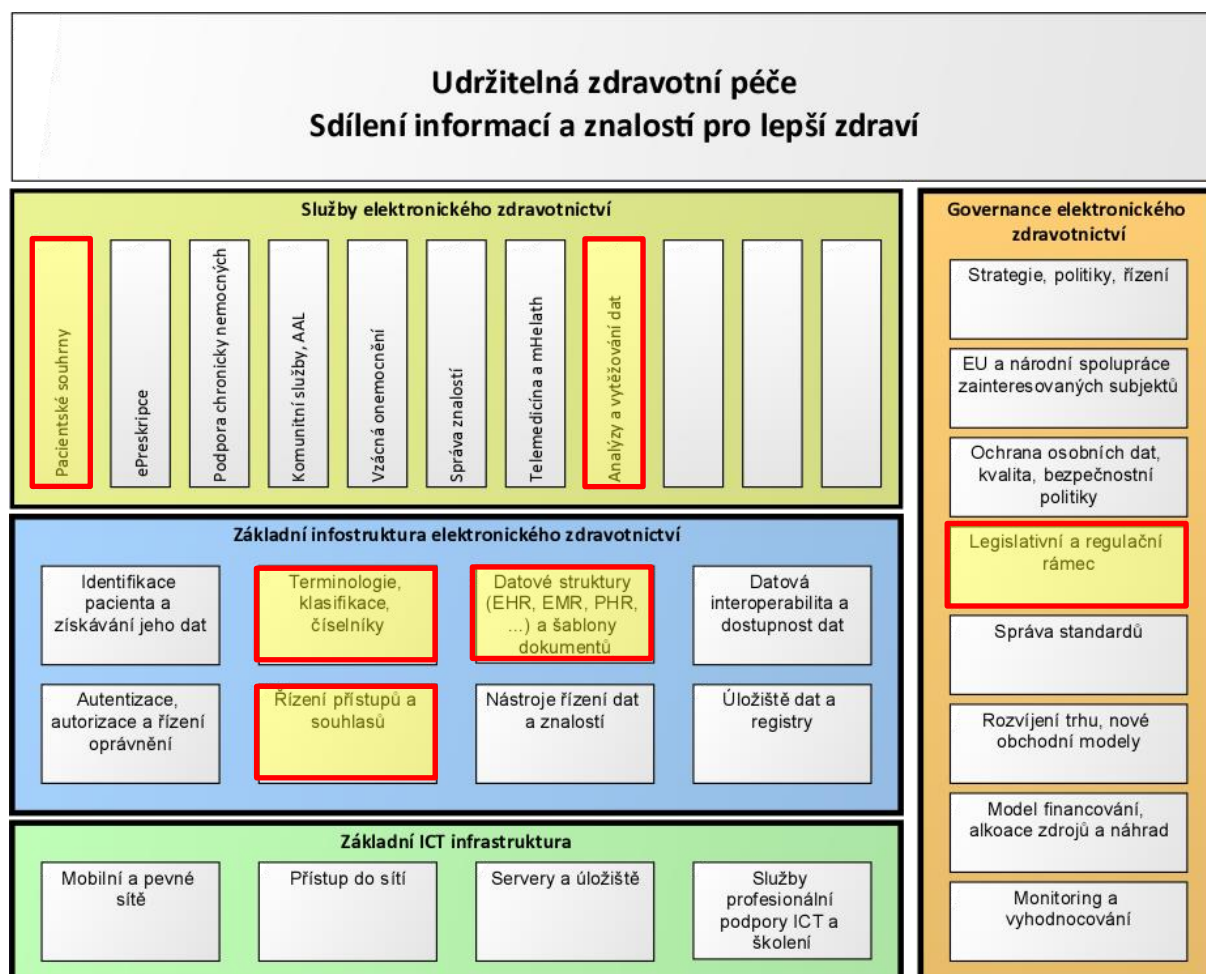 Udržitelná zdravotní péče
Sdílení informací a znalostí pro lepší zdraví
Služby elektronického zdravotnictví
Pacientské souhrny
ePreskripce
Podpora chronicky nemocných
Komunitní služby, AAL
Vzácná onemocnění
Správa znalostí
Telemedicína a mHelath
Analýzy a vytěžování dat
Základní infostruktura elektronického zdravotnictví
Identifikace
pacienta a
získávání jeho dat
Terminologie,
klasifikace,
číselníky
Datové struktury
(EHR, EMR, PHR,
...) a šablony
dokumentů
Datová
interoperabilita a
dostupnost dat
Autentizace,
autorizace a řízení
oprávnění
Řízení přístupů a
souhlasů
Nástroje řízení dat
a znalostí
Úložiště dat a
registry
Základní ICT infrastruktura
Mobilní a pevné
sítě
Přístup do sítí
Servery a úložiště
Služby
profesionální
podpory ICT a
školení
Governance elektronického
zdravotnictví
Strategie, politiky, řízení
EU a národní spolupráce
zainteresovaných subjektů
Ochrana osobních dat,
kvalita, bezpečnostní
politiky
Legislativní a regulační
rámec
Správa standardů
Rozvíjení trhu, nové
obchodní modely
Model financování,
alkoace zdrojů a náhrad
Monitoring a
vyhodnocování